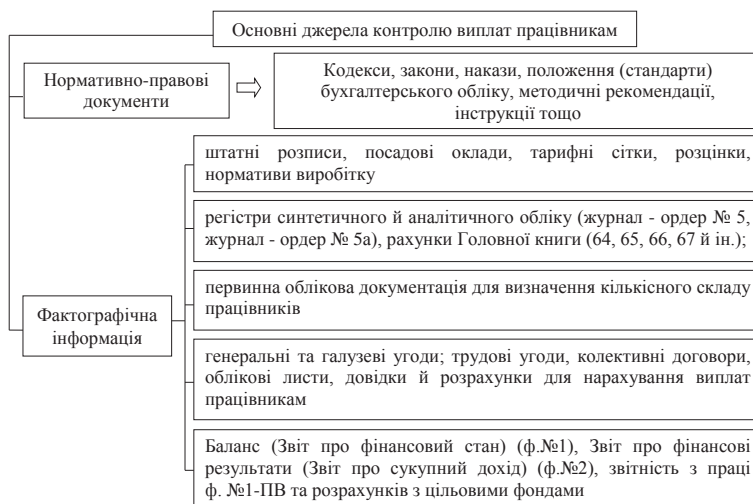 Основні джерела контролю виплат працівникам
Нормативно-правові
документи
Кодекси, закони, накази, положення (стандарти)
бухгалтерського обліку, методичні рекомендації,
інструкції тощо
штатні розписи, посадові оклади, тарифні сітки, розцінки,
нормативи виробітку
регістри синтетичного й аналітичного обліку (журнал - ордер № 5,
журнал - ордер № 5а), рахунки Головної книги (64, 65, 66, 67 й ін.);
первинна облікова документація для визначення кількісного складу
працівників
Фактографічна
інформація
генеральні та галузеві угоди; трудові угоди, колективні договори,
облікові листи, довідки й розрахунки для нарахування виплат
працівникам
Баланс (Звіт про фінансовий стан) (ф.№1), Звіт про фінансові
результати (Звіт про сукупний дохід) (ф.№2), звітність з праці
ф. №1-ПВ та розрахунків з цільовими фондами